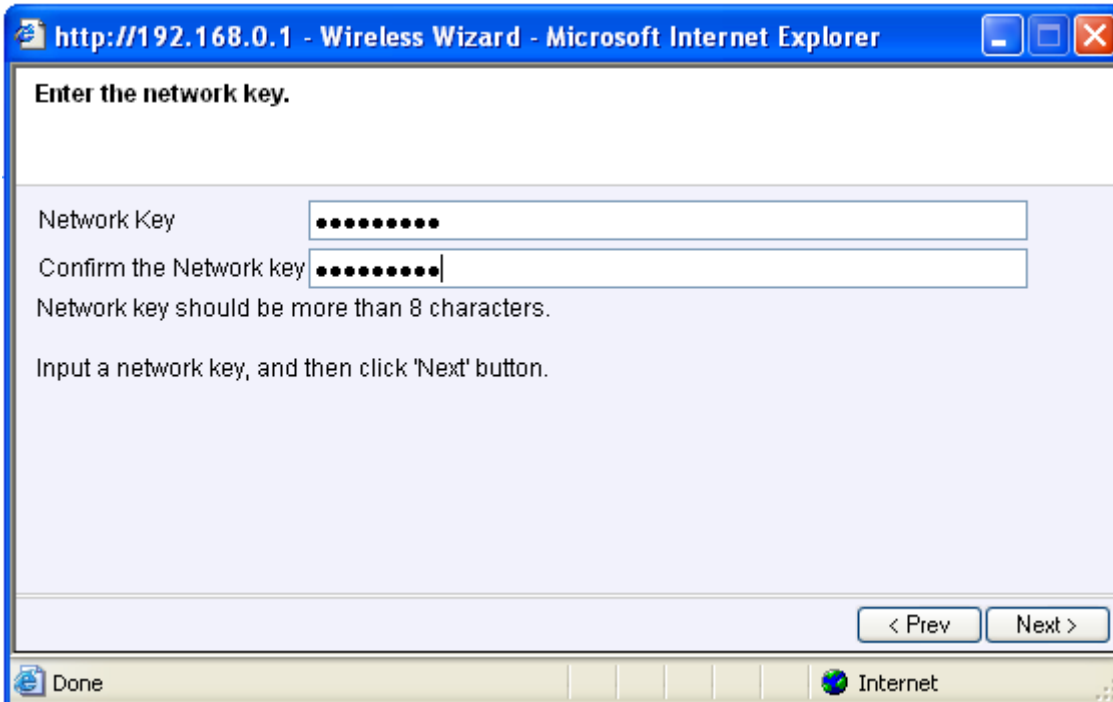 http://192.168.0.1 - Wireless Wizard - Microsoft Internet Explorer
Enter the network key.
Network Key •••••••••
Confirm the Network key •••••••••
Network key should be more than 8 characters.
Input a network key, and then click 'Next' button.
< Prev Next >
Done Internet